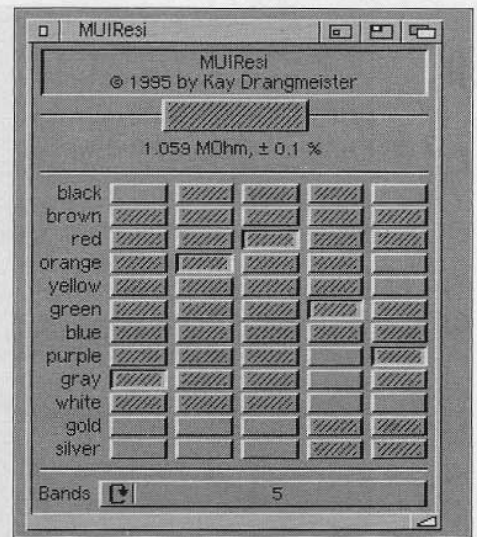 MUIResi
MUIResi
© 1995 by Kay Drangmeister
1.059 MOhm, ± 0.1 %
black
brown
red
orange
yellow
green
blue
purple
gray
white
gold
silver
Bands 5